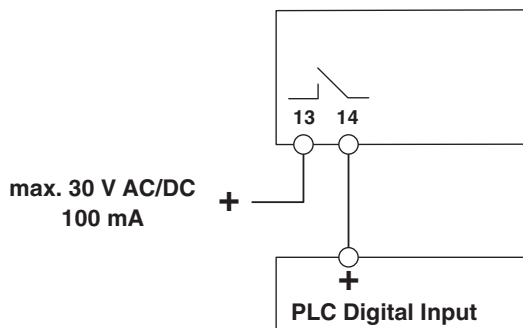 13 14
max. 30 V AC/DC
100 mA
+
+
PLC Digital Input